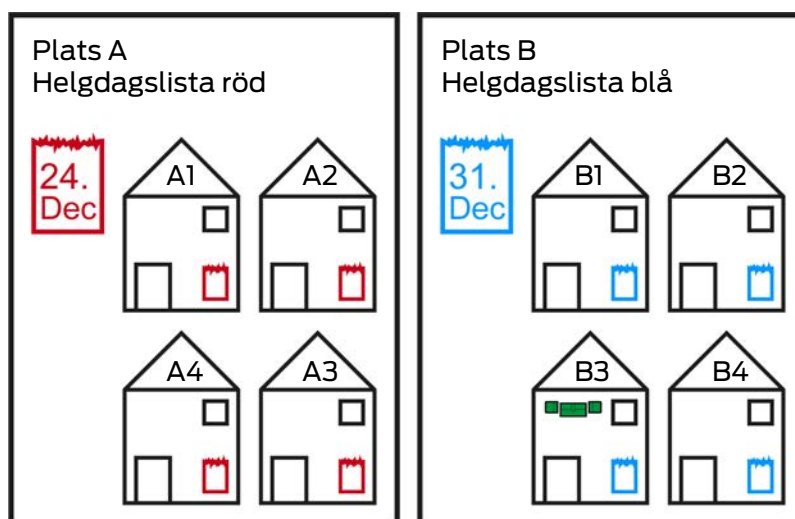 Plats A
Helgdagslista röd
24.
Dec
A1
A2
A4
A3
Plats B
Helgdagslista blå
31.
Dec
B1
B2
B3
B4